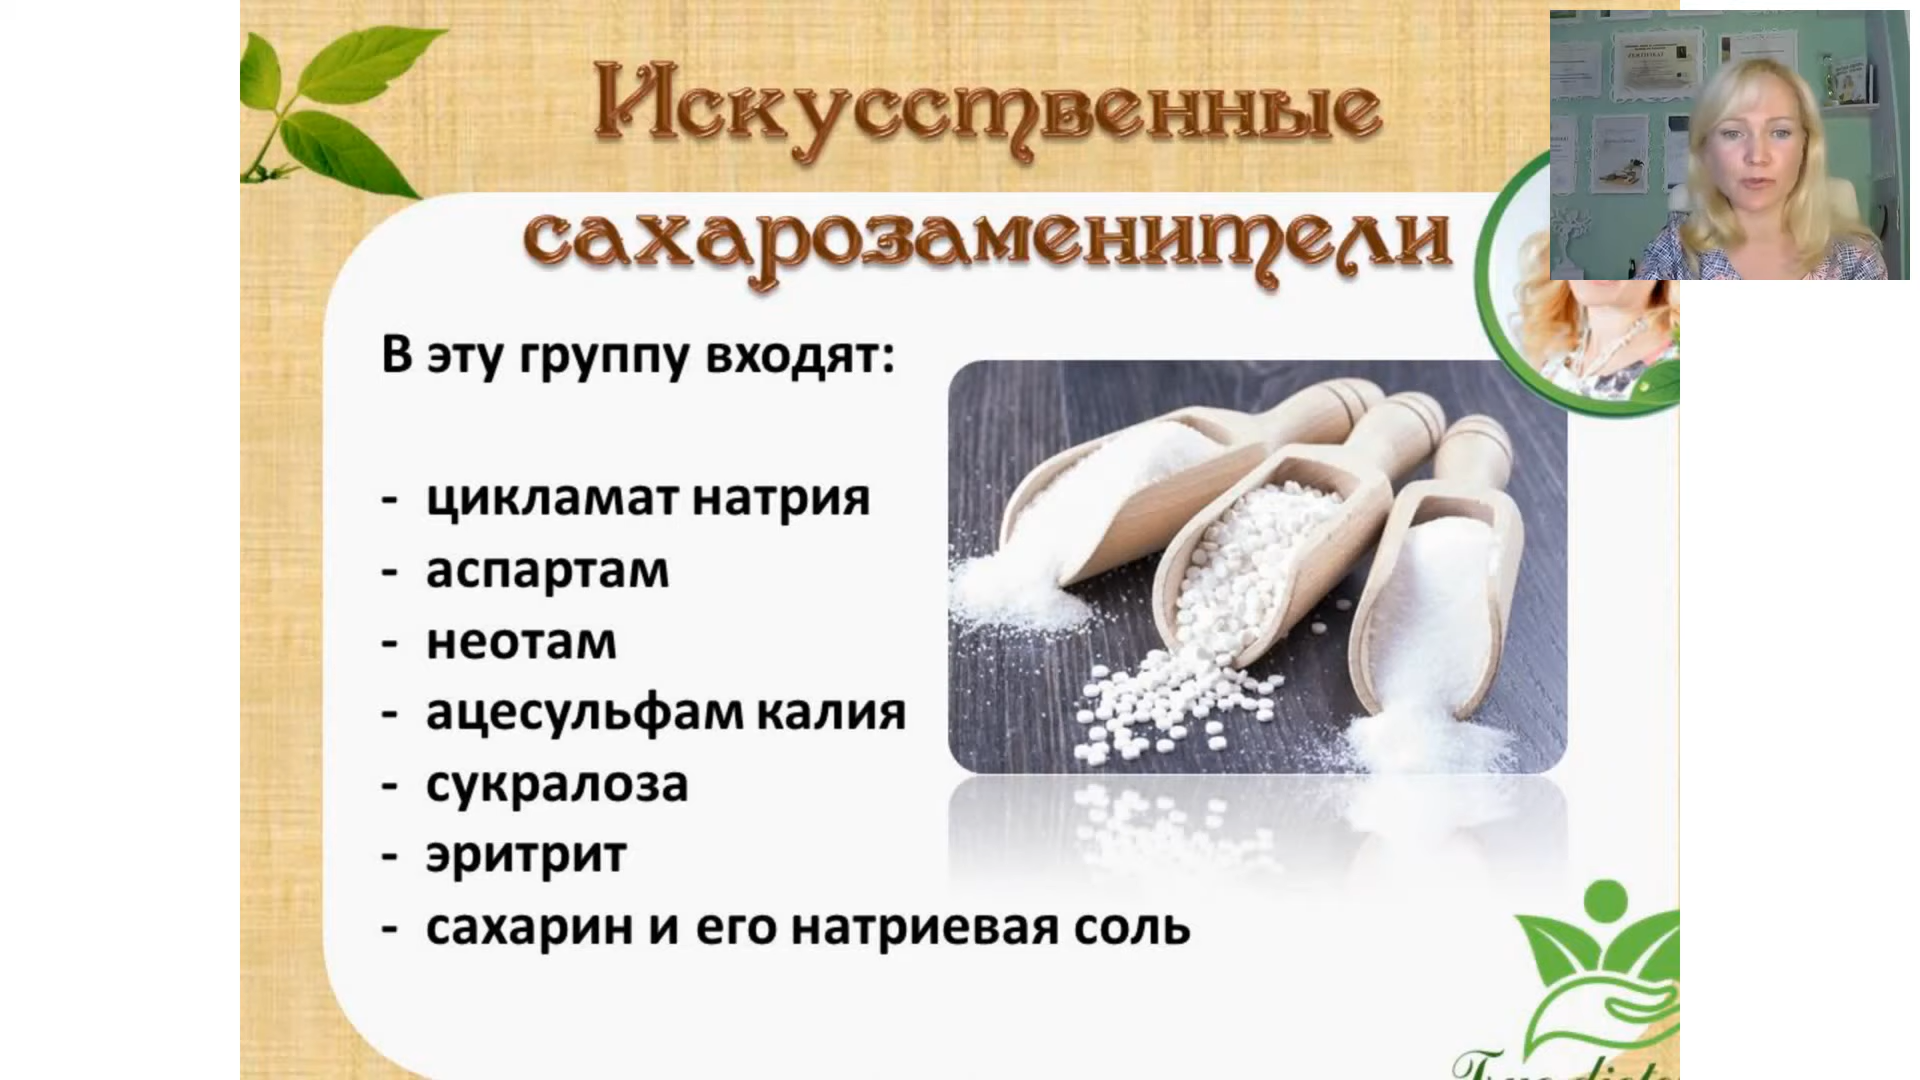 Искусственные
сахарозаменители
В эту группу входят:
- цикламат натрия
- аспартам
- неотам
- ацесульфам калия
- сукралоза
- эритрит
- сахарин и его натриевая соль